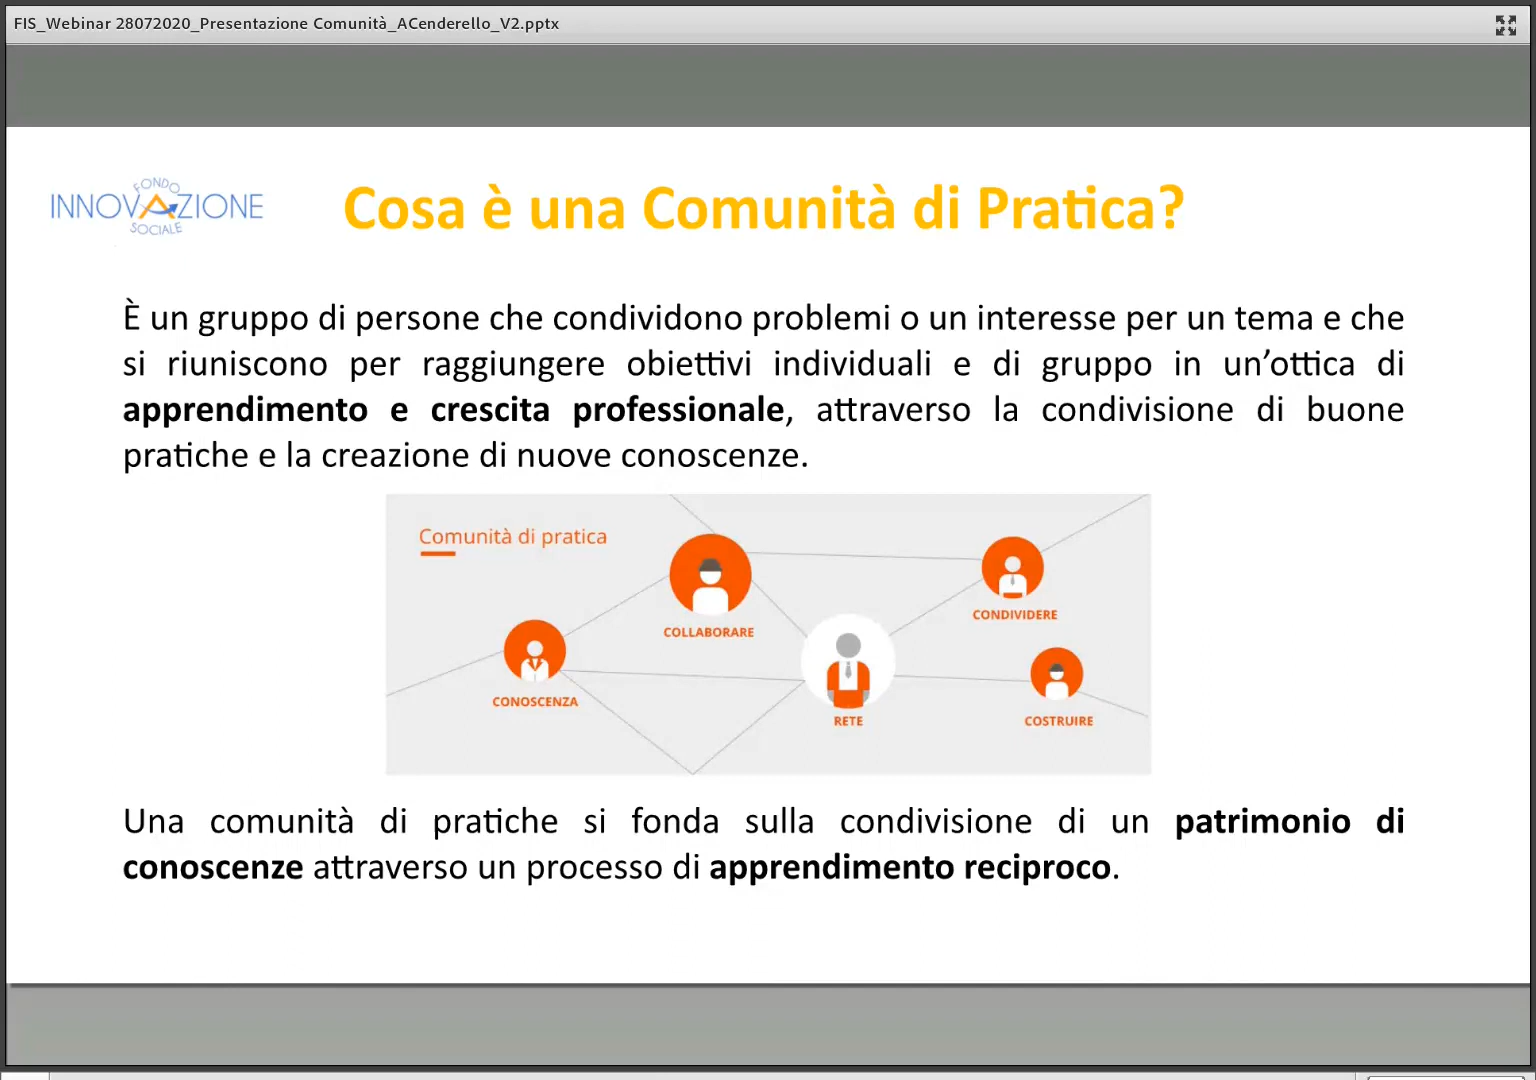 FIS_Webinar 28072020_Presentazione Comunità_ACenderello_V2.pptx
FONDO
INNOVAZIONE
SOCIALE
Cosa è una Comunità di Pratica?
È un gruppo di persone che condividono problemi o un interesse per un tema e che
si riuniscono per raggiungere obiettivi individuali e di gruppo in un’ottica di
apprendimento e crescita professionale, attraverso la condivisione di buone
pratiche e la creazione di nuove conoscenze.
Comunità di pratica
COLLABORARE
CONDIVIDERE
CONOSCENZA
RETE
COSTRUIRE
Una comunità di pratiche si fonda sulla condivisione di un patrimonio di
conoscenze attraverso un processo di apprendimento reciproco.